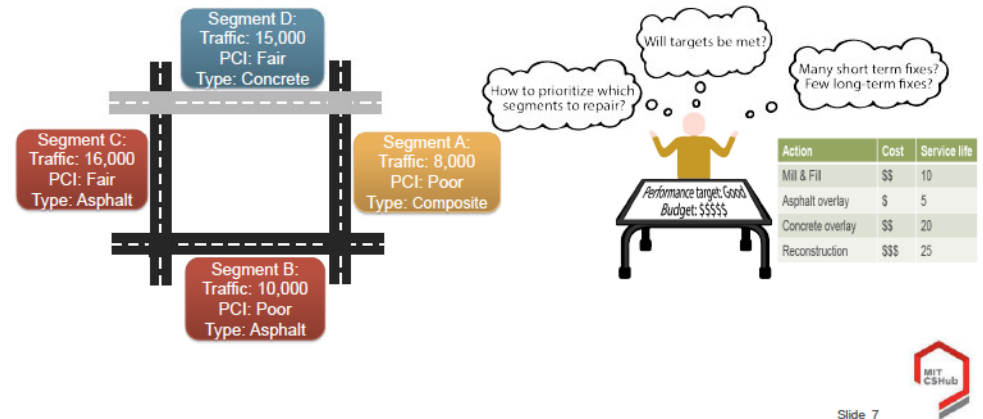 Segment D:
Traffic: 15,000
PCI: Fair
Type: Concrete
Segment C:
Traffic: 16,000
PCI: Fair
Type: Asphalt
Segment A:
Traffic: 8,000
PCI: Poor
Type: Composite
Segment B:
Traffic: 10,000
PCI: Poor
Type: Asphalt
How to prioritize which
segments to repair?
Will targets be met?
Many short term fixes?
Few long-term fixes?
Performance target: Good
Budget: $$$$$
Action Cost Service life
Mill & Fill $$ 10
Asphalt overlay $ 5
Concrete overlay $$ 20
Reconstruction $$$ 25
MIT
CSHub
Slide 7